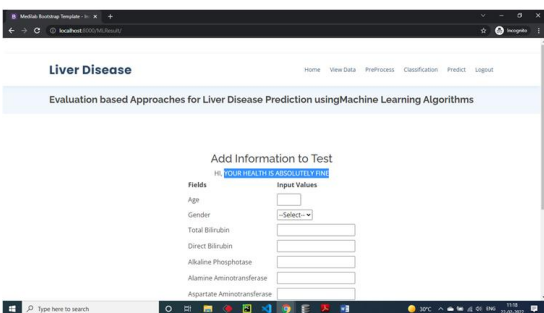 Medilab Bootstrap Template - In
localhost:8000/MLResult/
Incognito
Liver Disease
Home View Data PreProcess Classification Predict Logout
Evaluation based Approaches for Liver Disease Prediction usingMachine Learning Algorithms
Add Information to Test
HI, YOUR HEALTH IS ABSOLUTELY FINE
Fields Input Values
Age
Gender --Select--
Total Bilirubin
Direct Bilirubin
Alkaline Phosphotase
Alamine Aminotransferase
Aspartate Aminotransferase
Type here to search
30°C ENG 11:18